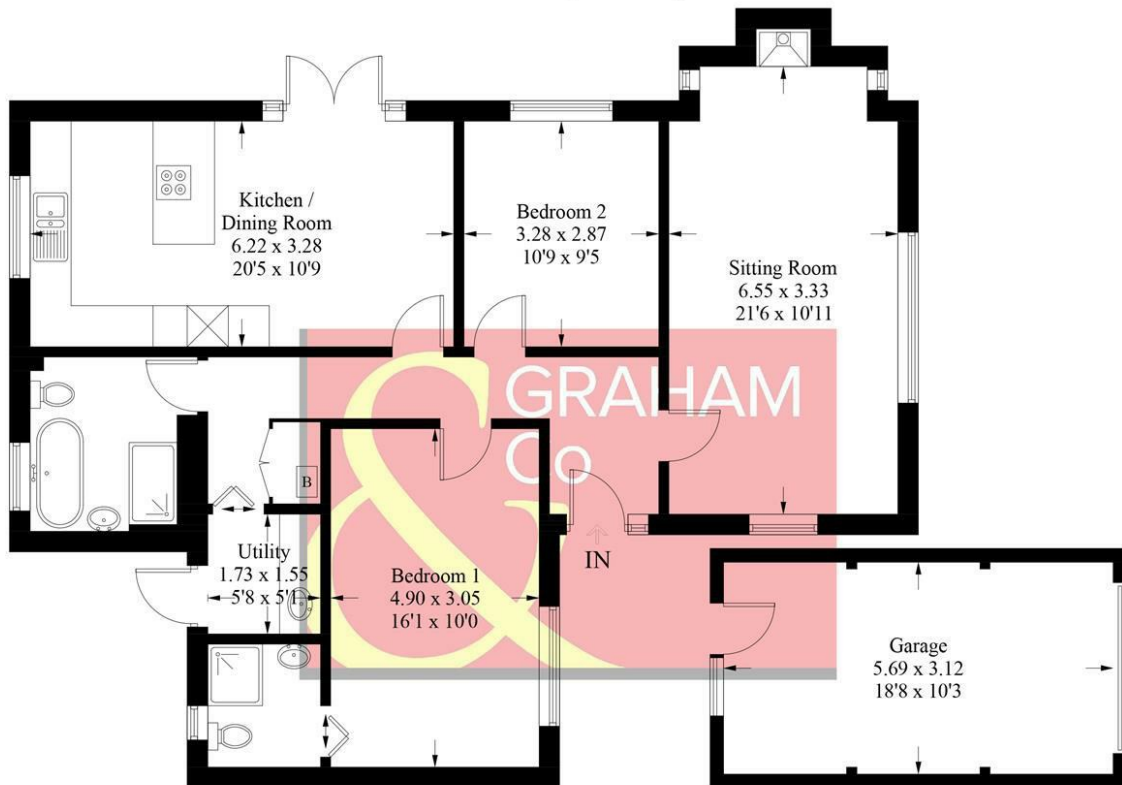 Kitchen /
Dining Room
6.22 x 3.28
20'5 x 10'9
Bedroom 2
3.28 x 2.87
10'9 x 9'5
Sitting Room
6.55 x 3.33
21'6 x 10'11
& GRAHAM
Co
B
IN
Utility
1.73 x 1.55
5'8 x 5'1
Bedroom 1
4.90 x 3.05
16'1 x 10'0
Garage
5.69 x 3.12
18'8 x 10'3